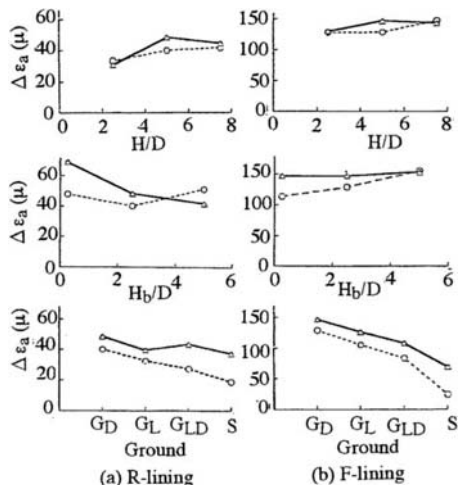 Δ εa (μ)
60
40
20
0
0 2 4 6 8
H/D
150
100
50
0
0 2 4 6 8
H/D
Δ εa (μ)
60
40
20
0
0 2 4 6
Hb/D
150
100
50
0
0 2 4 6
Hb/D
Δ εa (μ)
60
40
20
0
GD GL GLD S
Ground
(a) R-lining
150
100
50
0
GD GL GLD S
Ground
(b) F-lining